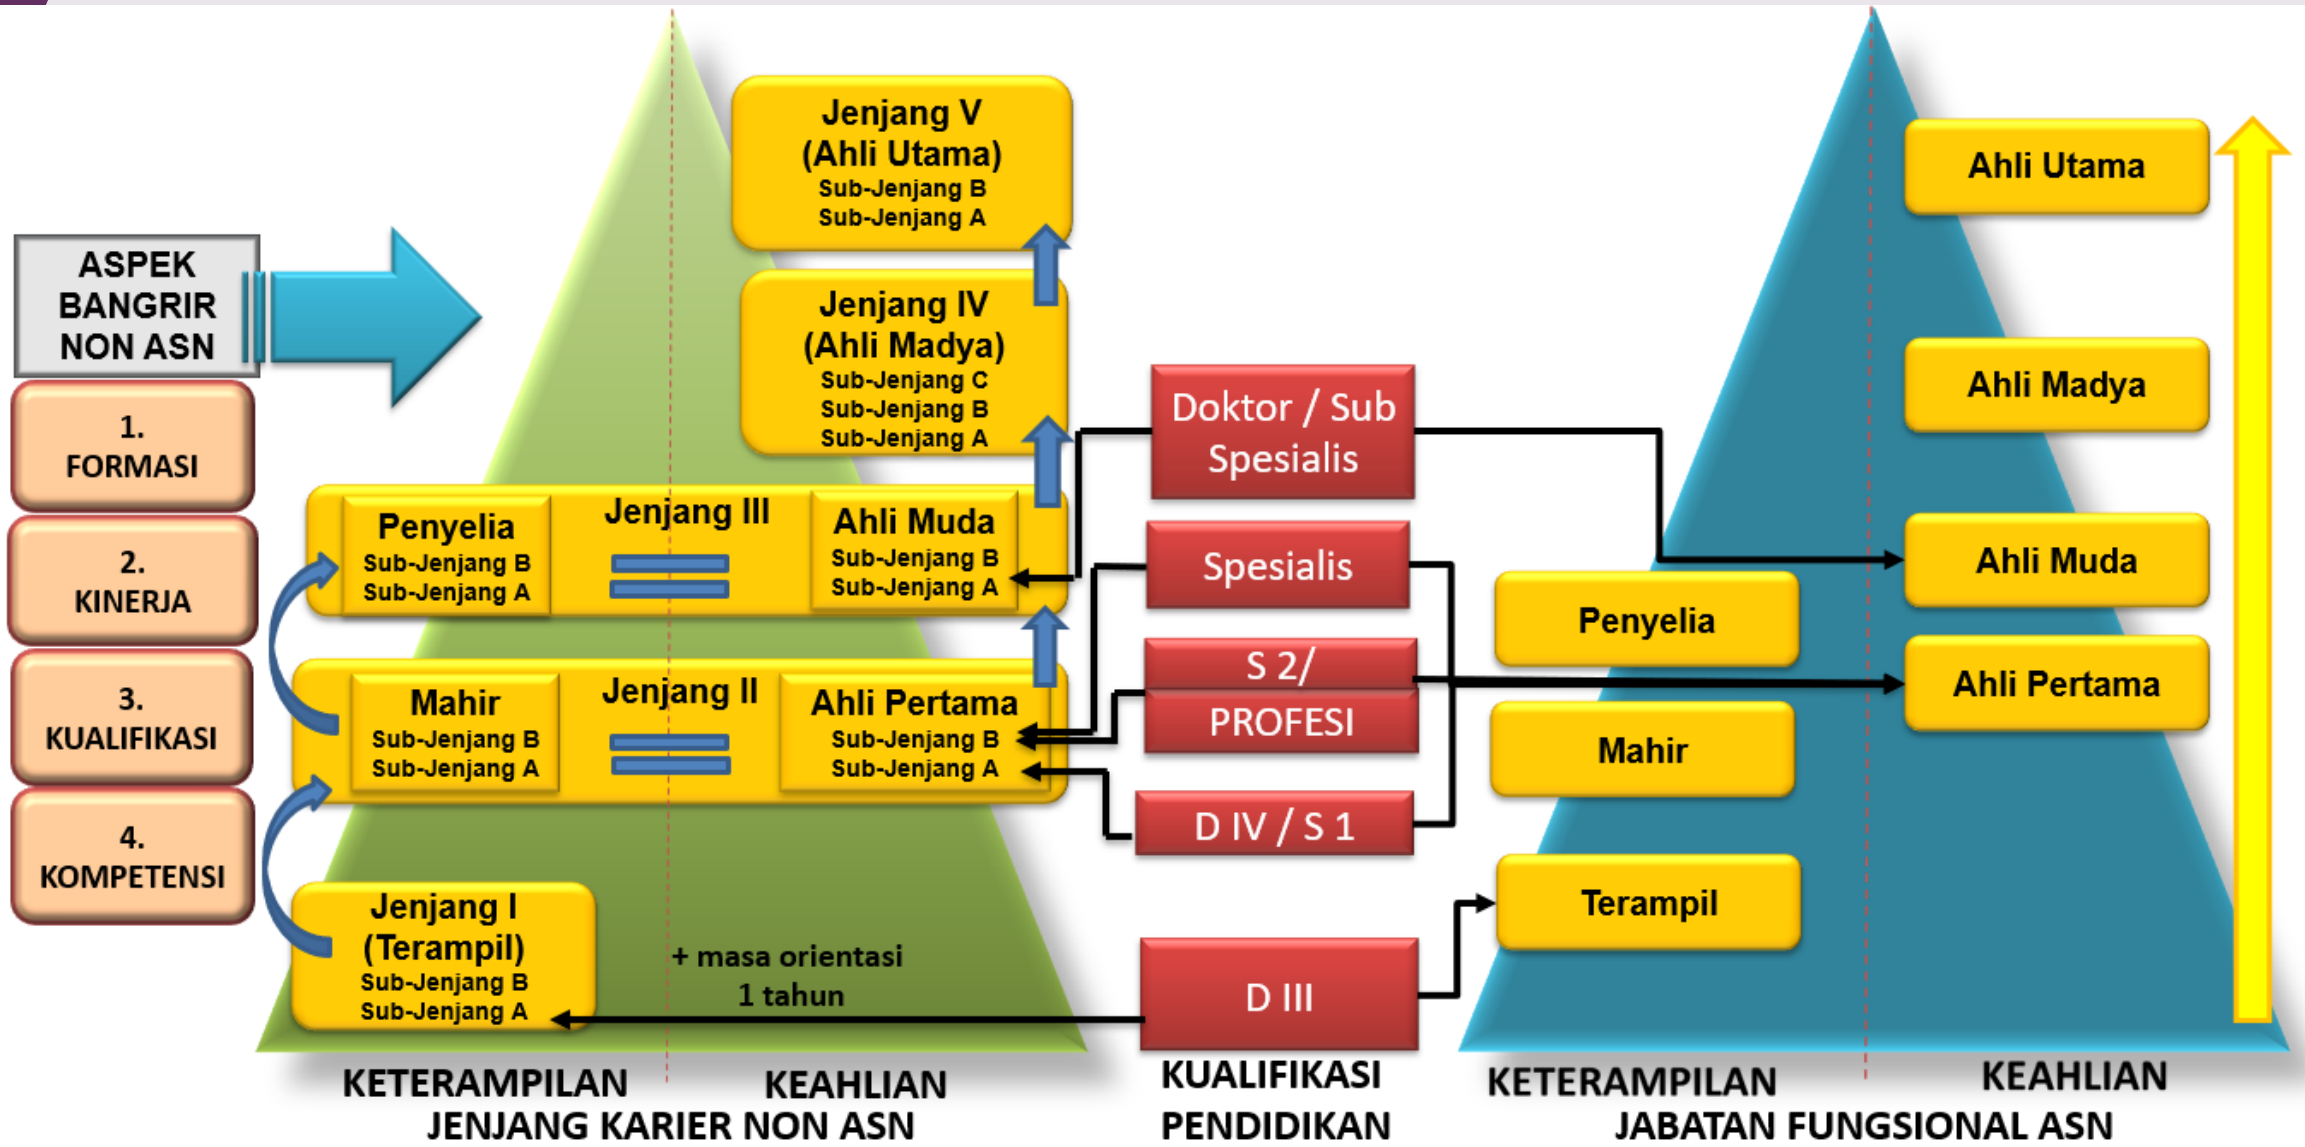 ASPEK
BANGRIR
NON ASN
1.
FORMASI
2.
KINERJA
3.
KUALIFIKASI
4.
KOMPETENSI
Jenjang V
(Ahli Utama)
Sub-Jenjang B
Sub-Jenjang A
Jenjang IV
(Ahli Madya)
Sub-Jenjang C
Sub-Jenjang B
Sub-Jenjang A
Penyelia
Sub-Jenjang B
Sub-Jenjang A
Jenjang III
Ahli Muda
Sub-Jenjang B
Sub-Jenjang A
Mahir
Sub-Jenjang B
Sub-Jenjang A
Jenjang II
Ahli Pertama
Sub-Jenjang B
Sub-Jenjang A
Jenjang I
(Terampil)
Sub-Jenjang B
Sub-Jenjang A
+ masa orientasi
1 tahun
KETERAMPILAN
KEAHLIAN
JENJANG KARIER NON ASN
Doktor / Sub
Spesialis
Spesialis
S 2/
PROFESI
D IV / S 1
D III
KUALIFIKASI
PENDIDIKAN
Ahli Utama
Ahli Madya
Ahli Muda
Penyelia
Ahli Pertama
Mahir
Terampil
KETERAMPILAN
KEAHLIAN
JABATAN FUNGSIONAL ASN